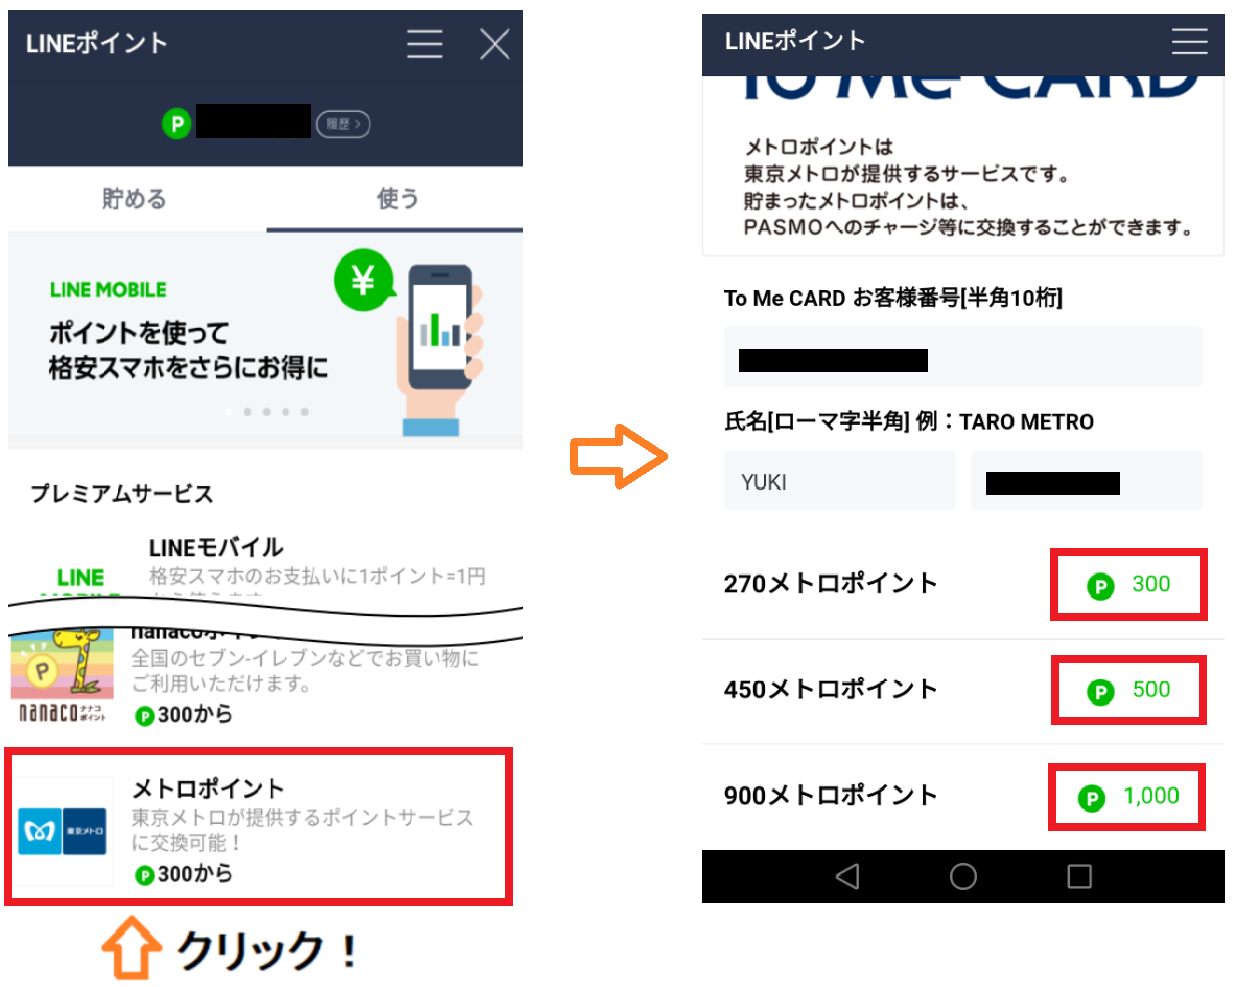 LINEポイント
P
履歴 >
貯める
使う
LINE MOBILE
ポイントを使って
格安スマホをさらにお得に
¥
プレミアムサービス
LINEモバイル
格安スマホのお支払いに1ポイント=1円
LINE
MOBILE
nanacoポイント
全国のセブン-イレブンなどでお買い物に
ご利用いただけます。
P 300から
P
nanaco ナナコポイント
メトロポイント
東京メトロが提供するポイントサービス
に交換可能！
P 300から
東京メトロ
クリック！
LINEポイント
To Me CARD
メトロポイントは
東京メトロが提供するサービスです。
貯まったメトロポイントは、
PASMOへのチャージ等に交換することができます。
To Me CARD お客様番号[半角10桁]
氏名[ローマ字半角] 例：TARO METRO
YUKI
270メトロポイント P 300
450メトロポイント P 500
900メトロポイント P 1,000